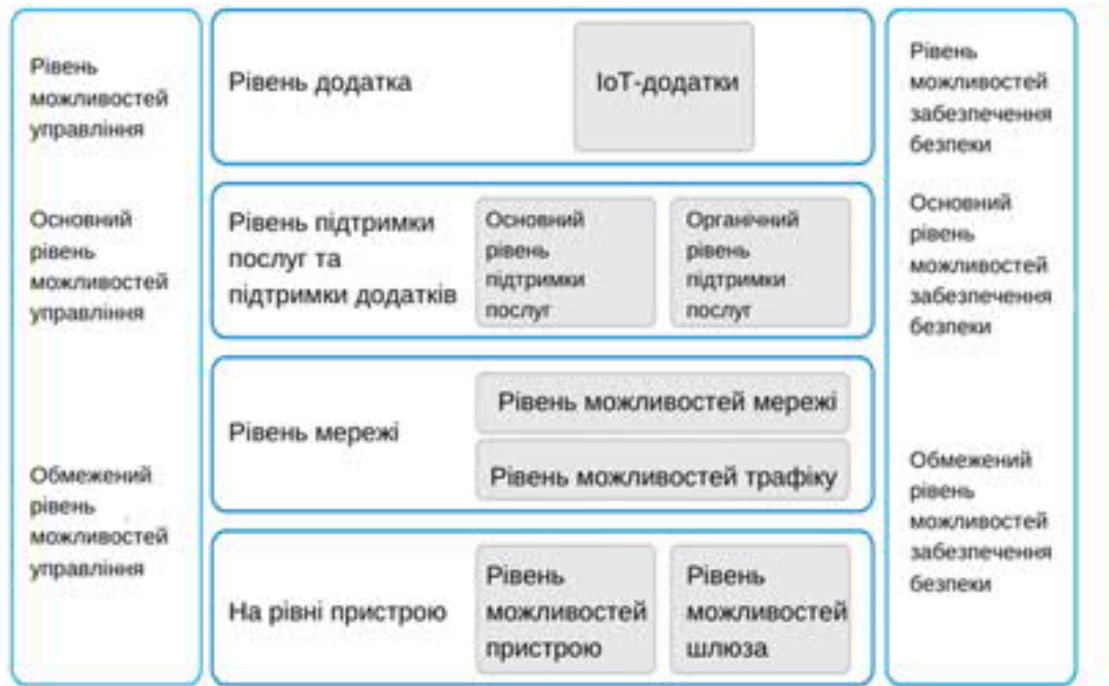 Рівень
можливостей
управління
Основний
рівень
можливостей
управління
Обмежений
рівень
можливостей
управління
Рівень додатка
ІоТ-додатки
Рівень підтримки
послуг та
підтримки додатків
Основний
рівень
підтримки
послуг
Органічний
рівень
підтримки
послуг
Рівень мережі
Рівень можливостей мережі
Рівень можливостей трафіку
На рівні пристрою
Рівень
можливостей
пристрою
Рівень
можливостей
шлюза
Рівень
можливостей
забезпечення
безпеки
Основний
рівень
можливостей
забезпечення
безпеки
Обмежений
рівень
можливостей
забезпечення
безпеки